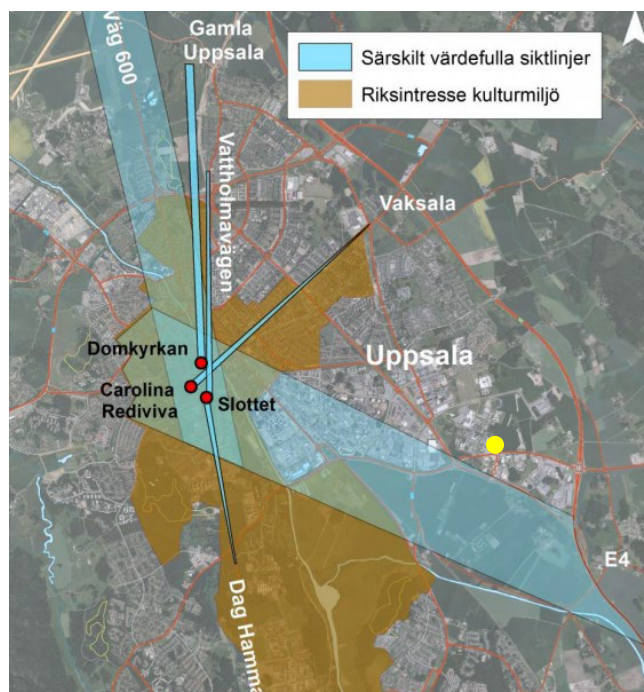 Väg 600
Gamla
Uppsala
Särskilt värdefulla siktlinjer
Riksintresse kulturmiljö
Vattholmavägen
Vaksala
Domkyrkan
Uppsala
Carolina
Rediviva
Slottet
E4
Dag Hamma